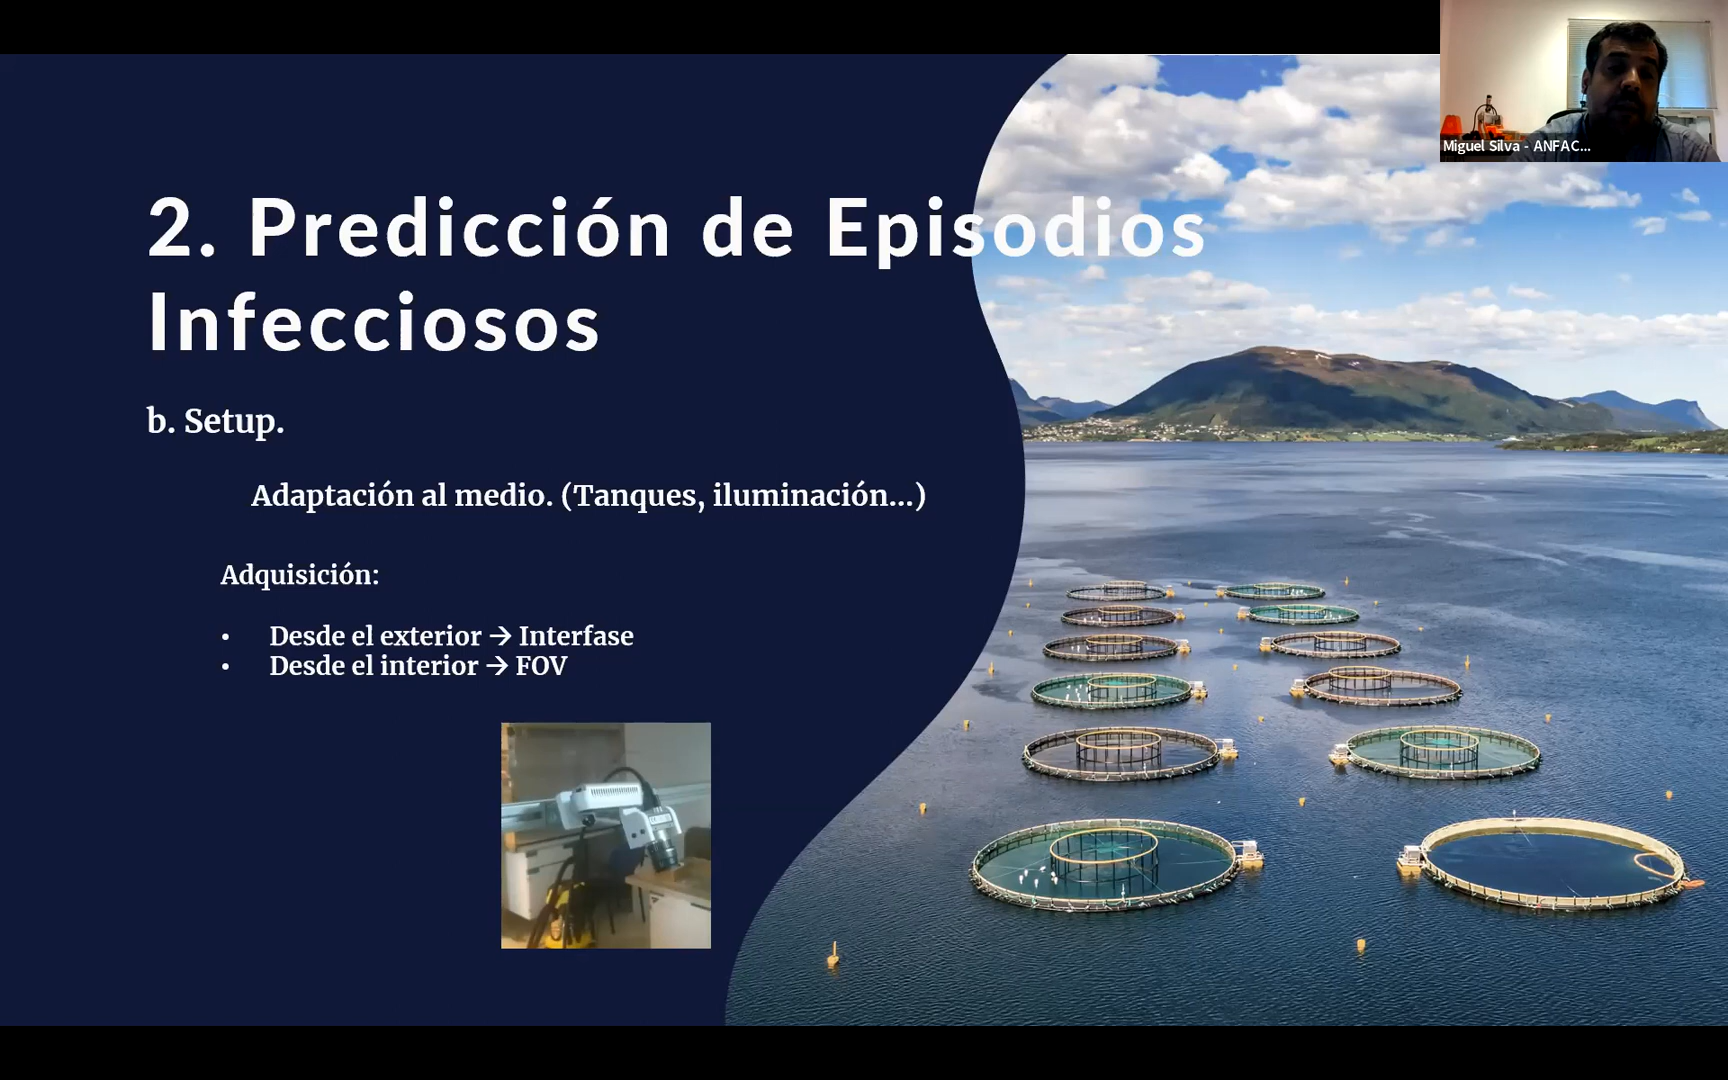 Miguel Silva - ANFAC...
2. Predicción de Episodios
Infecciosos
b. Setup.
Adaptación al medio. (Tanques, iluminación...)
Adquisición:
• Desde el exterior → Interfase
• Desde el interior → FOV